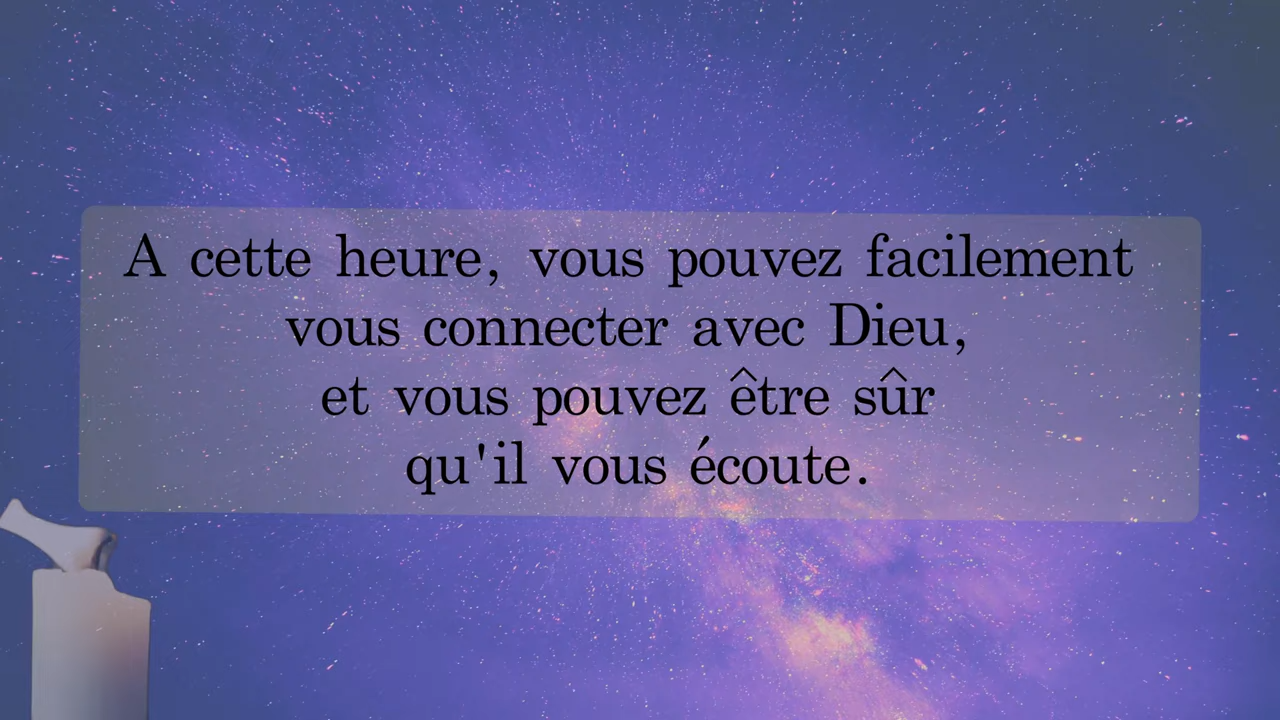 A cette heure, vous pouvez facilement
vous connecter avec Dieu,
et vous pouvez être sûr
qu'il vous écoute.